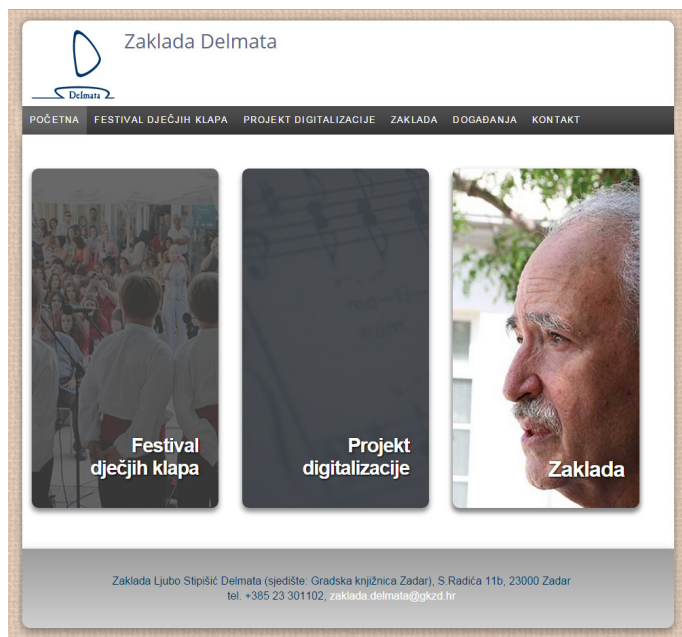 Zaklada Delmata
Delmata
POČETNA FESTIVAL DJEČJIH KLAPA PROJEKT DIGITALIZACIJE ZAKLADA DOGAĐANJA KONTAKT
Festival
dječjih klapa
Projekt
digitalizacije
Zaklada
Zaklada Ljubo Stipišić Delmata (sjedište: Gradska knjižnica Zadar), S.Radića 11b, 23000 Zadar
tel. +385 23 301102, zaklada.delmata@gkzd.hr